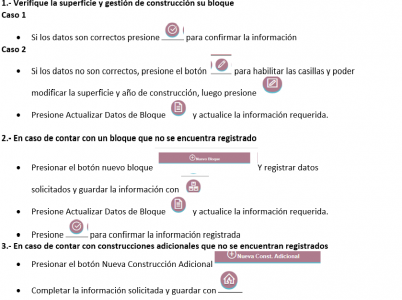 1.- Verifique la superficie y gestión de construcción su bloque
Caso 1
• Si los datos son correctos presione para confirmar la información
Caso 2
• Si los datos no son correctos, presione el botón para habilitar las casillas y poder
modificar la superficie y año de construcción, luego presione
• Presione Actualizar Datos de Bloque y actualice la información requerida.
2.- En caso de contar con un bloque que no se encuentra registrado
• Presionar el botón nuevo bloque Nuevo Bloque Y registrar datos
solicitados y guardar la información con
• Presione Actualizar Datos de Bloque y actualice la información requerida.
• Presione para confirmar la información registrada
3.- En caso de contar con construcciones adicionales que no se encuentran registrados
• Presionar el botón Nueva Construcción Adicional Nueva Const. Adicional
• Completar la información solicitada y guardar con